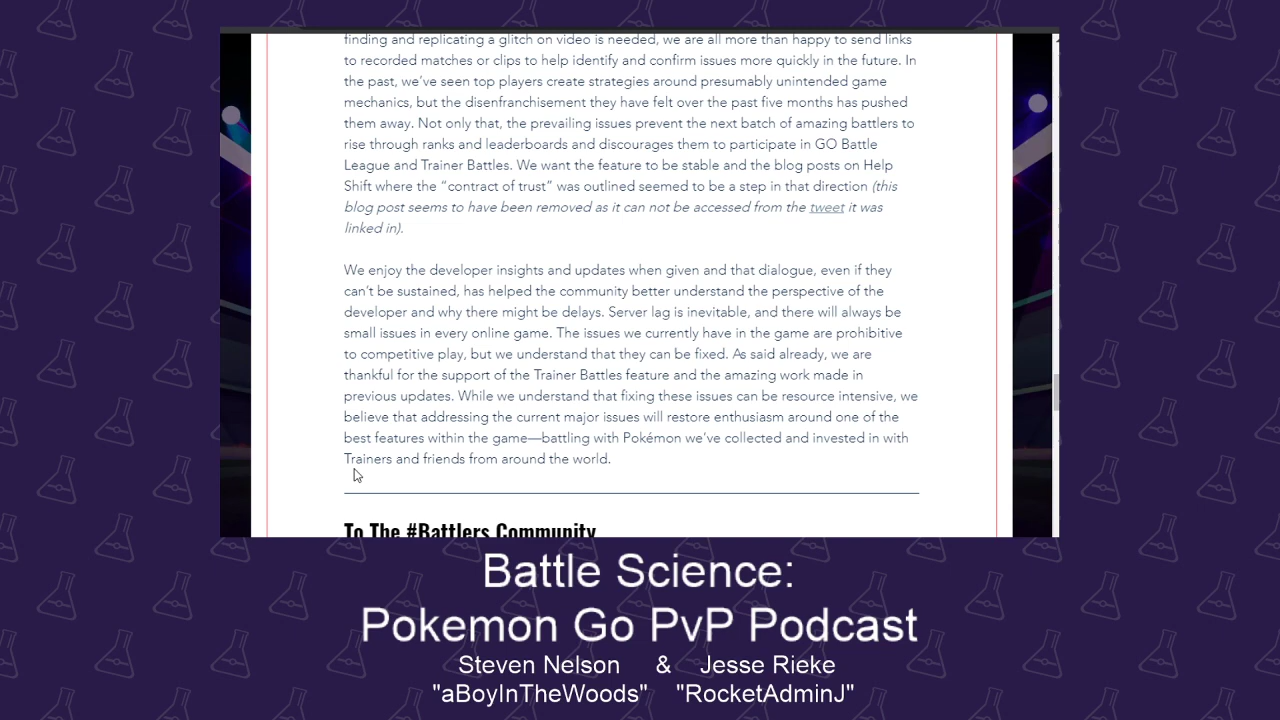 finding and replicating a glitch on video is needed, we are all more than happy to send links
to recorded matches or clips to help identify and confirm issues more quickly in the future. In
the past, we’ve seen top players create strategies around presumably unintended game
mechanics, but the disenfranchisement they have felt over the past five months has pushed
them away. Not only that, the prevailing issues prevent the next batch of amazing battlers to
rise through ranks and leaderboards and discourages them to participate in GO Battle
League and Trainer Battles. We want the feature to be stable and the blog posts on Help
Shift where the “contract of trust” was outlined seemed to be a step in that direction (this
blog post seems to have been removed as it can not be accessed from the tweet it was
linked in).
We enjoy the developer insights and updates when given and that dialogue, even if they
can’t be sustained, has helped the community better understand the perspective of the
developer and why there might be delays. Server lag is inevitable, and there will always be
small issues in every online game. The issues we currently have in the game are prohibitive
to competitive play, but we understand that they can be fixed. As said already, we are
thankful for the support of the Trainer Battles feature and the amazing work made in
previous updates. While we understand that fixing these issues can be resource intensive, we
believe that addressing the current major issues will restore enthusiasm around one of the
best features within the game—battling with Pokémon we’ve collected and invested in with
Trainers and friends from around the world.
To The #Battlers Community
Battle Science:
Pokemon Go PvP Podcast
Steven Nelson & Jesse Rieke
"aBoyInTheWoods" "RocketAdminJ"